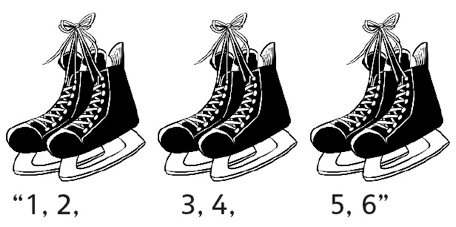 “1, 2, 3, 4, 5, 6”